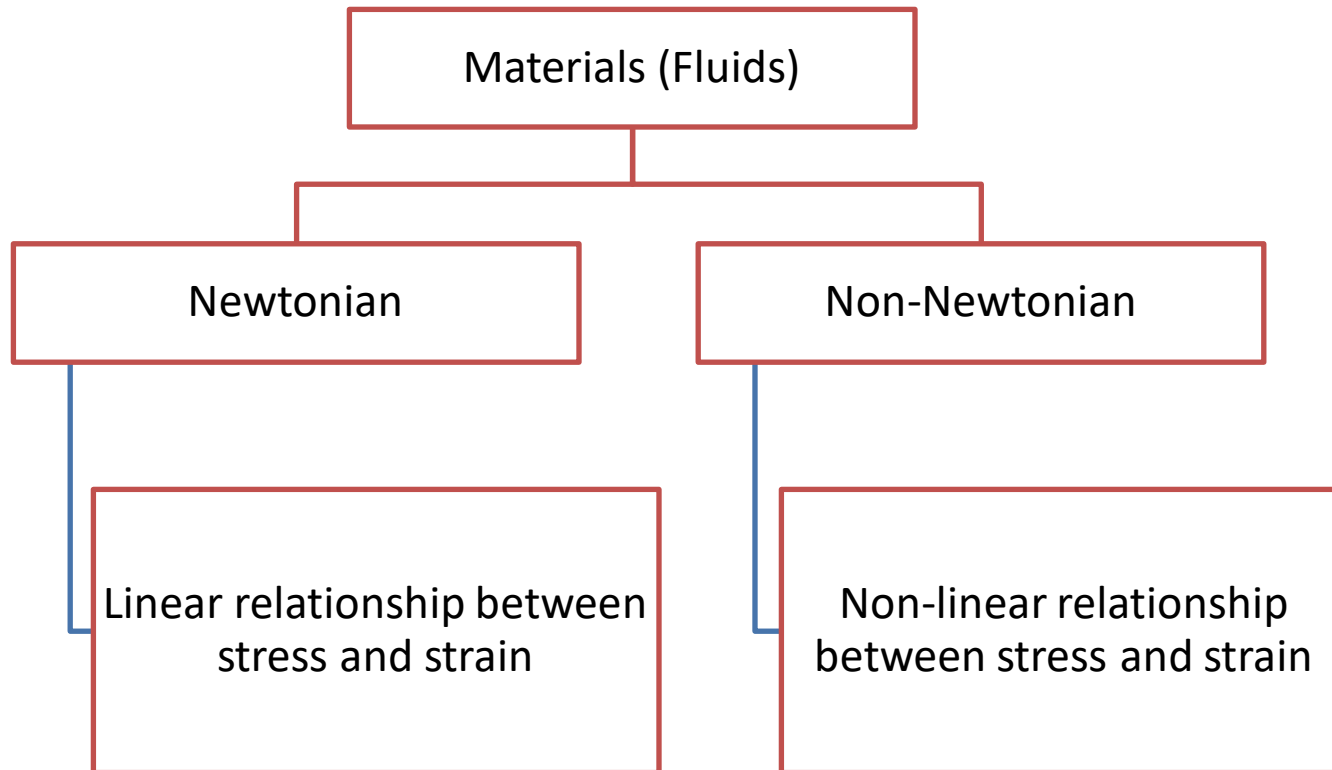 Materials (Fluids)
Newtonian
Non-Newtonian
Linear relationship between
stress and strain
Non-linear relationship
between stress and strain